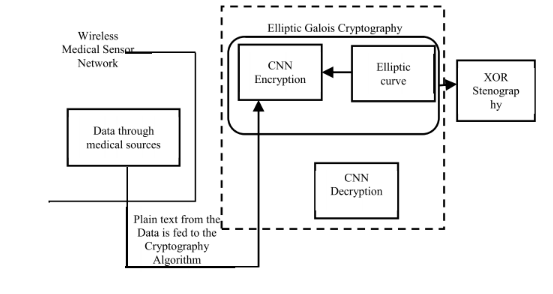 Wireless
Medical Sensor
Network
Elliptic Galois Cryptography
CNN
Encryption
Elliptic
curve
XOR
Stenograp
hy
Data through
medical sources
CNN
Decryption
Plain text from the
Data is fed to the
Cryptography
Algorithm